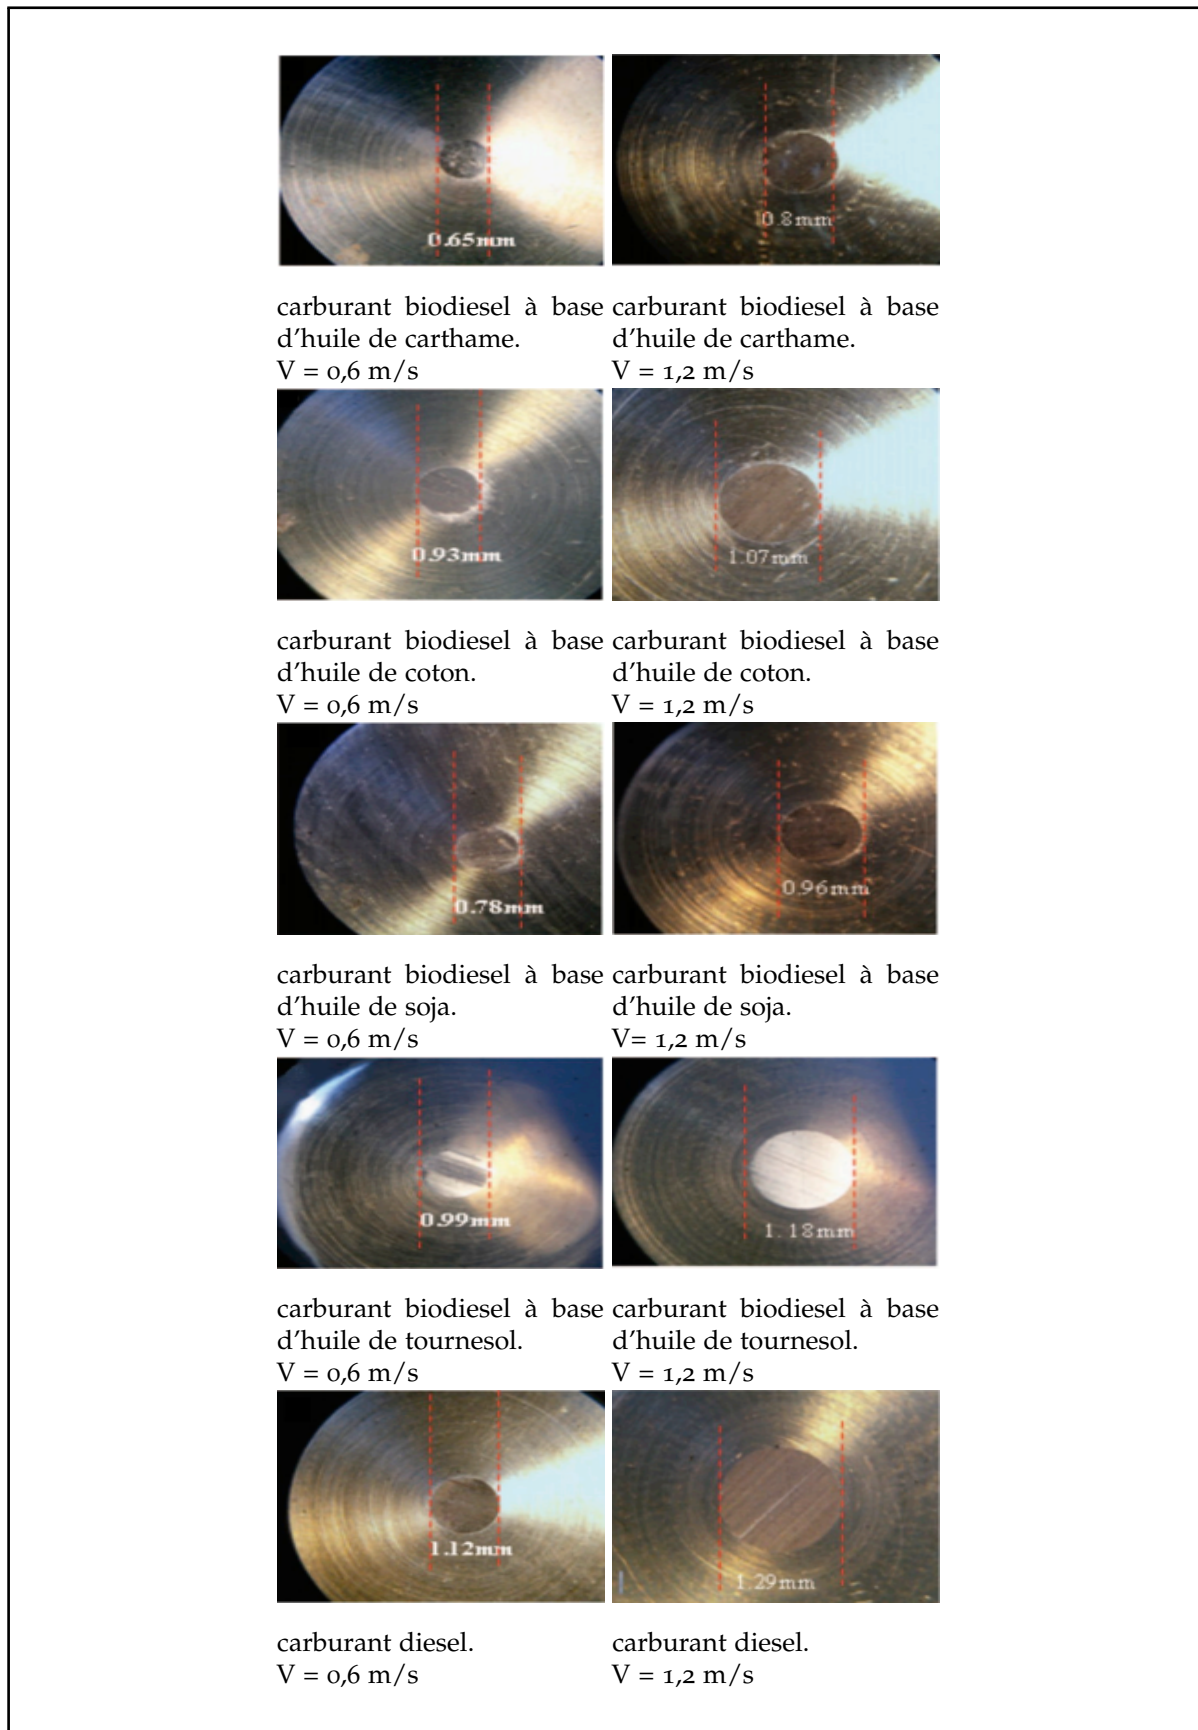 0.65mm
0.8mm
carburant biodiesel à base
d'huile de carthame.
V = 0,6 m/s
carburant biodiesel à base
d'huile de carthame.
V = 1,2 m/s
0.93mm
1.07mm
carburant biodiesel à base
d'huile de coton.
V = 0,6 m/s
carburant biodiesel à base
d'huile de coton.
V = 1,2 m/s
0.78mm
0.96mm
carburant biodiesel à base
d'huile de soja.
V = 0,6 m/s
carburant biodiesel à base
d'huile de soja.
V= 1,2 m/s
0.99mm
1.18mm
carburant biodiesel à base
d'huile de tournesol.
V = 0,6 m/s
carburant biodiesel à base
d'huile de tournesol.
V = 1,2 m/s
1.12mm
1.29mm
carburant diesel.
V = 0,6 m/s
carburant diesel.
V = 1,2 m/s